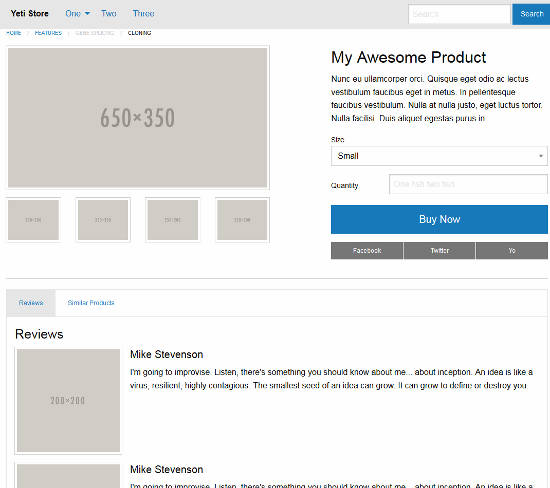 Yeti Store One Two Three Search Search
HOME / FEATURES / GENE SPLICING / CLONING
650×350
My Awesome Product
Nunc eu ullamcorper orci. Quisque eget odio ac lectus
vestibulum faucibus eget in metus. In pellentesque
faucibus vestibulum. Nulla at nulla justo, eget luctus tortor.
Nulla facilisi. Duis aliquet egestas purus in
Size
Small
Quantity One fish two fish
Buy Now
Facebook Twitter Yo
Reviews Similar Products
Reviews
200×200
Mike Stevenson
I'm going to improvise. Listen, there's something you should know about me... about inception. An idea is like a
virus, resilient, highly contagious. The smallest seed of an idea can grow. It can grow to define or destroy you
Mike Stevenson
I'm going to improvise. Listen, there's something you should know about me... about inception. An idea is like a